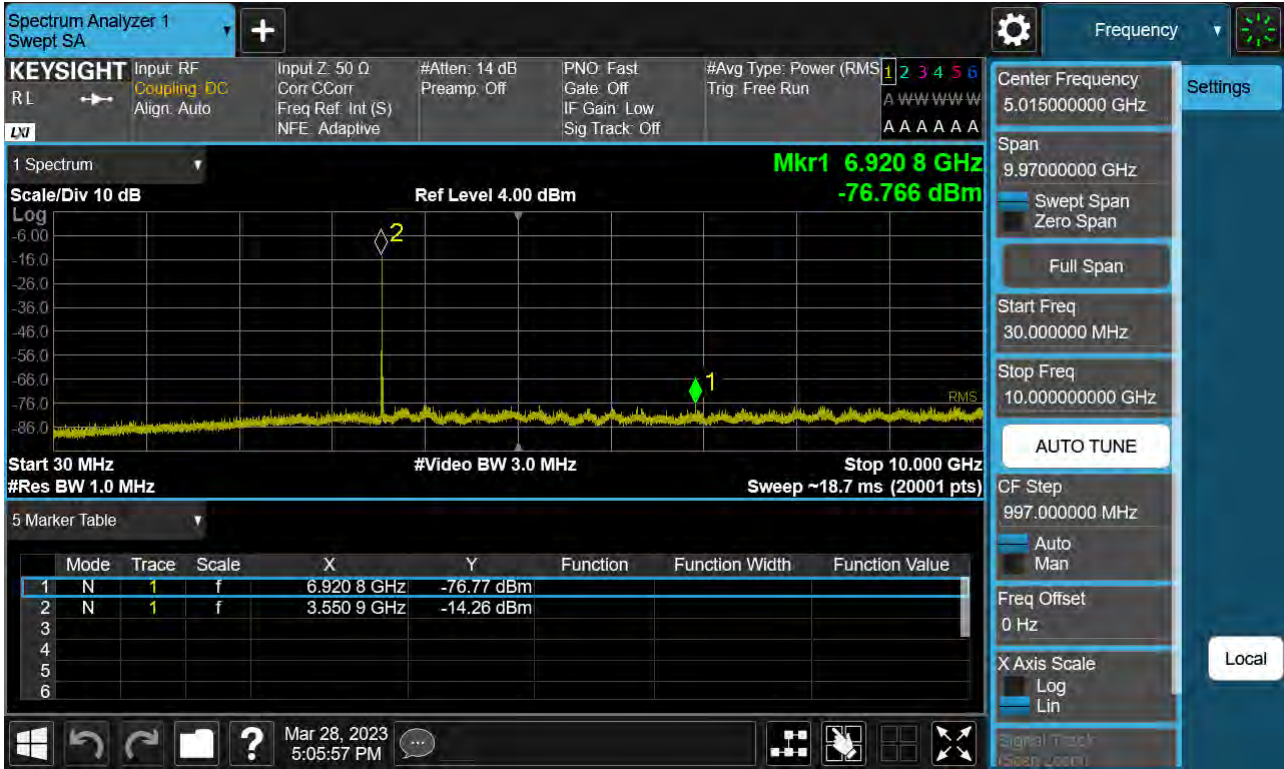 Spectrum Analyzer 1
Swept SA
+
Frequency
KEYSIGHT
RL
LXI
Input: RF
Coupling: DC
Align: Auto
Input Z: 50 Ω
Corr CCorr
Freq Ref: Int (S)
NFE: Adaptive
#Atten: 14 dB
Preamp: Off
PNO: Fast
Gate: Off
IF Gain: Low
Sig Track: Off
#Avg Type: Power (RMS
Trig: Free Run
1 2 3 4 5 6
A W W W W W
A A A A A A
Center Frequency
5.015000000 GHz
Settings
Span
9.97000000 GHz
Swept Span
Zero Span
Full Span
Start Freq
30.000000 MHz
Stop Freq
10.000000000 GHz
AUTO TUNE
CF Step
997.000000 MHz
Auto
Man
Freq Offset
0 Hz
X Axis Scale
Log
Lin
Signal Track
(Span Zoom)
Local
1 Spectrum
Mkr1 6.920 8 GHz
-76.766 dBm
Scale/Div 10 dB
Ref Level 4.00 dBm
Log
-6.00
-16.0
-26.0
-36.0
-46.0
-56.0
-66.0
-76.0
-86.0
2
1
RMS
Start 30 MHz
#Video BW 3.0 MHz
Stop 10.000 GHz
#Res BW 1.0 MHz
Sweep ~18.7 ms (20001 pts)
5 Marker Table
Mode Trace Scale X Y Function Function Width Function Value
1 N 1 f 6.920 8 GHz -76.77 dBm
2 N 1 f 3.550 9 GHz -14.26 dBm
3
4
5
6
?
Mar 28, 2023
5:05:57 PM